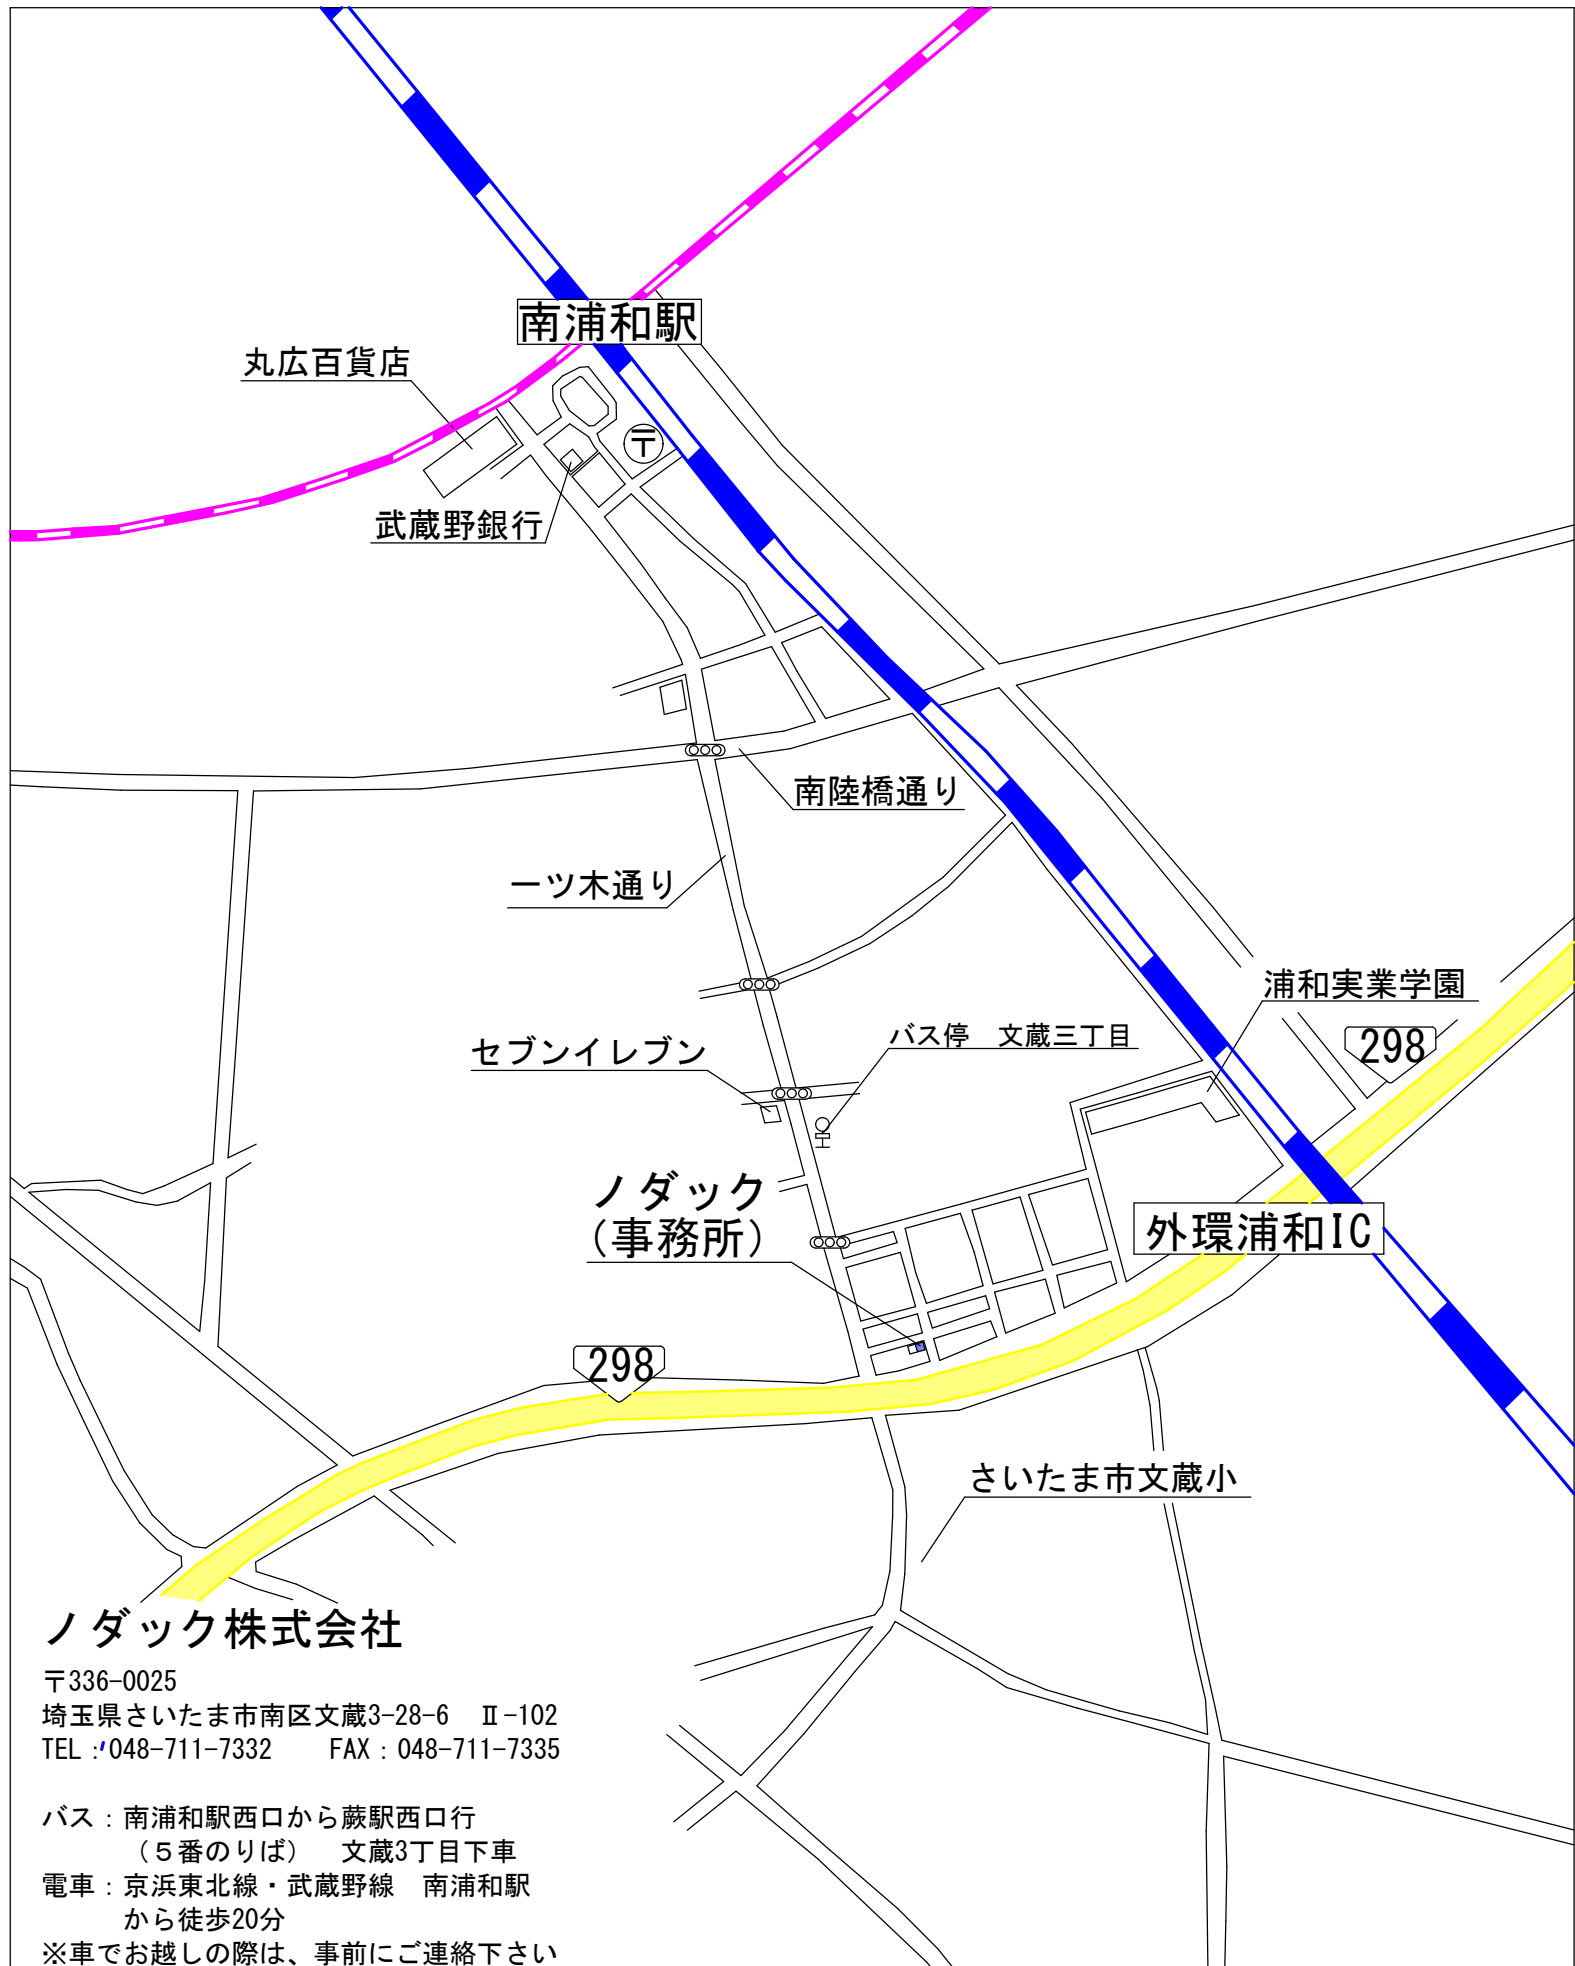 南浦和駅
丸広百貨店
〒
武蔵野銀行
南陸橋通り
一ツ木通り
浦和実業学園
298
セブンイレブン
バス停　文蔵三丁目
ノダック
（事務所）
外環浦和IC
298
さいたま市文蔵小
ノダック株式会社
〒336-0025
埼玉県さいたま市南区文蔵3-28-6　Ⅱ-102
TEL：048-711-7332　　FAX：048-711-7335
バス：南浦和駅西口から蕨駅西口行
（５番のりば）　文蔵3丁目下車
電車：京浜東北線・武蔵野線　南浦和駅
から徒歩20分
※車でお越しの際は、事前にご連絡下さい